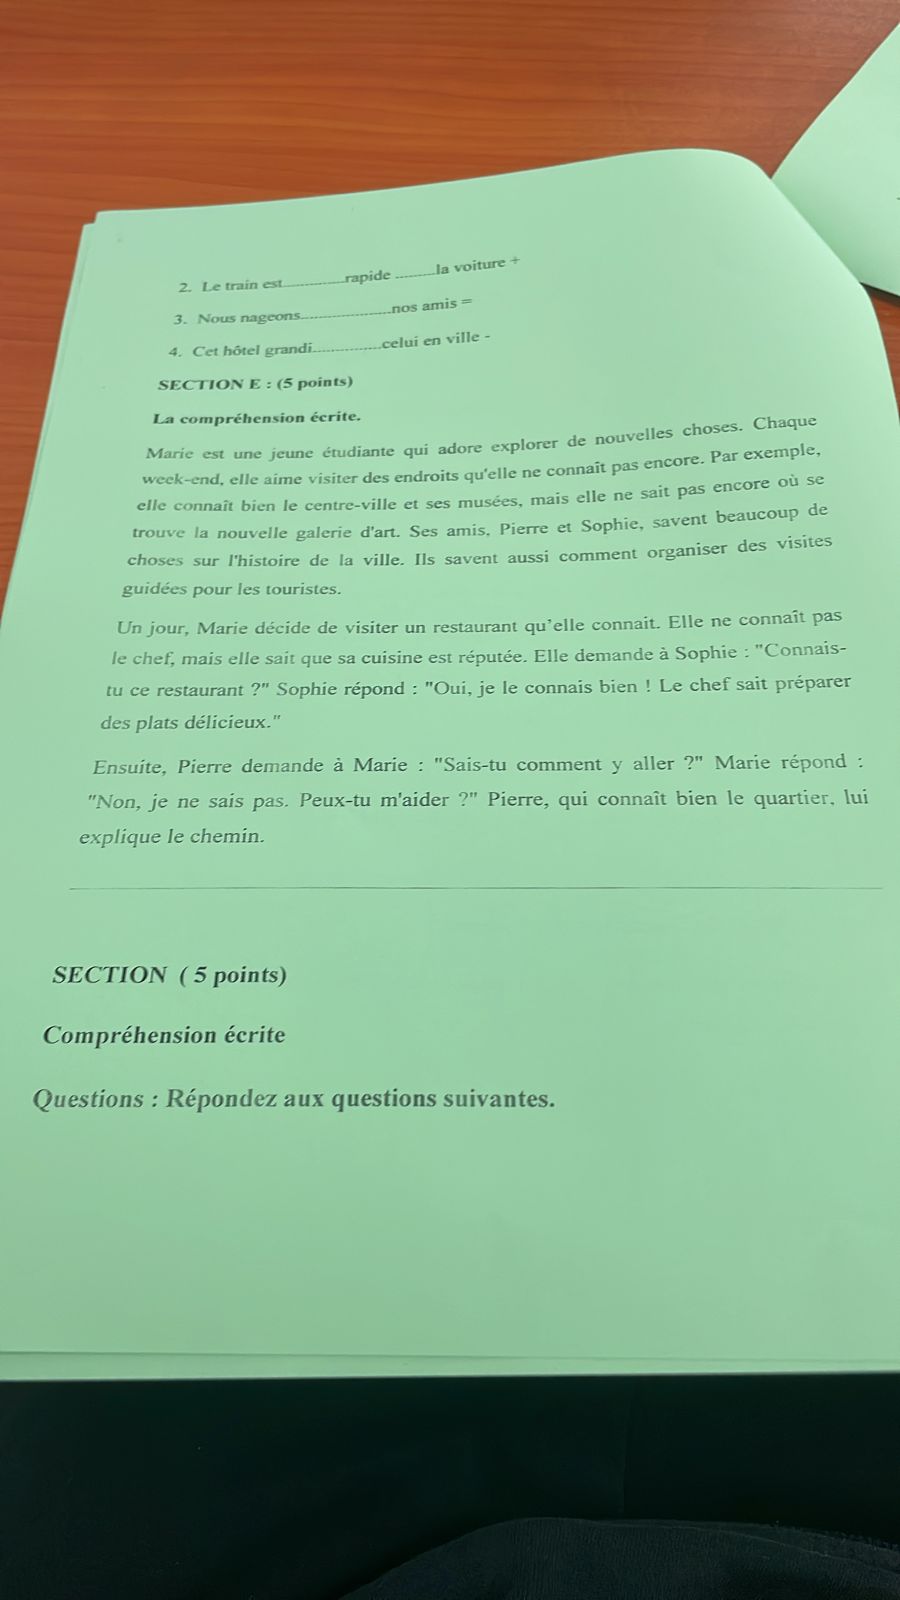 2. Le train est...............rapide ..........la voiture +
3. Nous nageons.......................nos amis =
4. Cet hôtel grandi.................celui en ville -
SECTION E : (5 points)
La compréhension écrite.
Marie est une jeune étudiante qui adore explorer de nouvelles choses. Chaque
week-end, elle aime visiter des endroits qu'elle ne connaît pas encore. Par exemple,
elle connaît bien le centre-ville et ses musées, mais elle ne sait pas encore où se
trouve la nouvelle galerie d'art. Ses amis, Pierre et Sophie, savent beaucoup de
choses sur l'histoire de la ville. Ils savent aussi comment organiser des visites
guidées pour les touristes.
Un jour, Marie décide de visiter un restaurant qu’elle connait. Elle ne connaît pas
le chef, mais elle sait que sa cuisine est réputée. Elle demande à Sophie : "Connais-
tu ce restaurant ?" Sophie répond : "Oui, je le connais bien ! Le chef sait préparer
des plats délicieux."
Ensuite, Pierre demande à Marie : "Sais-tu comment y aller ?" Marie répond :
"Non, je ne sais pas. Peux-tu m'aider ?" Pierre, qui connaît bien le quartier, lui
explique le chemin.
SECTION ( 5 points)
Compréhension écrite
Questions : Répondez aux questions suivantes.